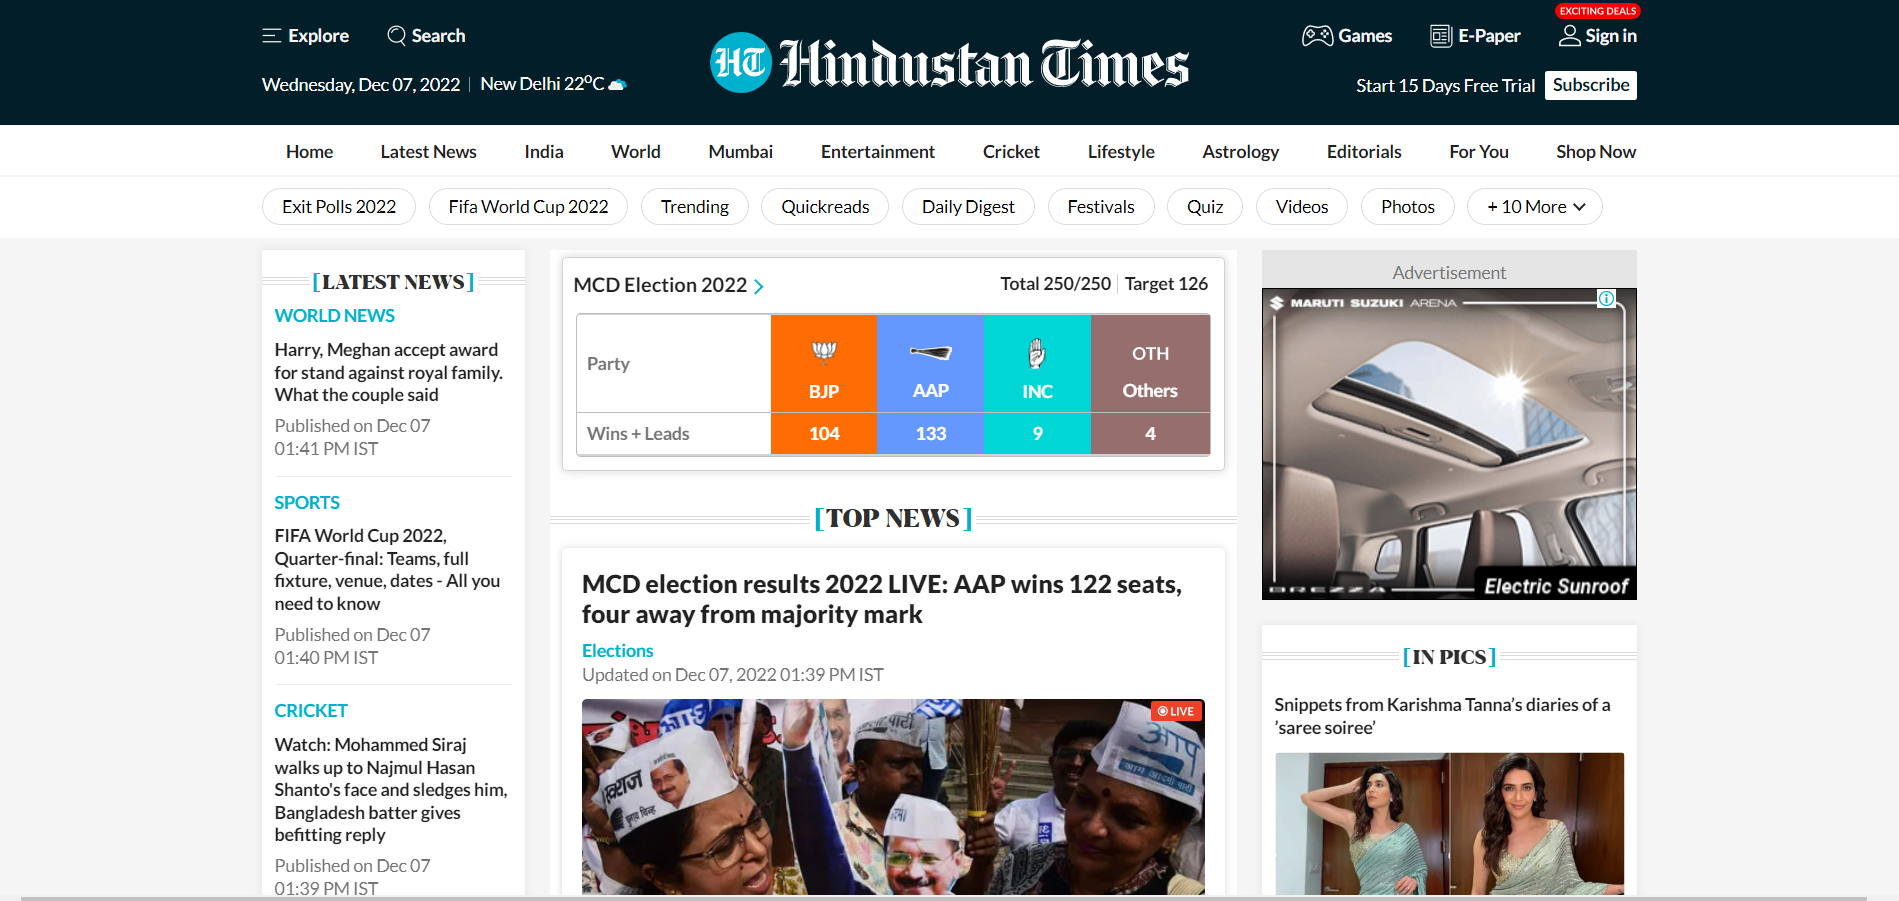 Explore
Search
Wednesday, Dec 07, 2022
New Delhi 22°C
HT Hindustan Times
EXCITING DEALS
Games
E-Paper
Sign in
Start 15 Days Free Trial
Subscribe
Home Latest News India World Mumbai Entertainment Cricket Lifestyle Astrology Editorials For You Shop Now
Exit Polls 2022 Fifa World Cup 2022 Trending Quickreads Daily Digest Festivals Quiz Videos Photos + 10 More
[LATEST NEWS]
WORLD NEWS
Harry, Meghan accept award
for stand against royal family.
What the couple said
Published on Dec 07
01:41 PM IST
SPORTS
FIFA World Cup 2022,
Quarter-final: Teams, full
fixture, venue, dates - All you
need to know
Published on Dec 07
01:40 PM IST
CRICKET
Watch: Mohammed Siraj
walks up to Najmul Hasan
Shanto's face and sledges him,
Bangladesh batter gives
befitting reply
Published on Dec 07
01:39 PM IST
MCD Election 2022
Total 250/250
Target 126
Party BJP AAP INC OTH Others
Wins + Leads 104 133 9 4
[TOP NEWS]
MCD election results 2022 LIVE: AAP wins 122 seats,
four away from majority mark
Elections
Updated on Dec 07, 2022 01:39 PM IST
LIVE
स्वराज
आप
आम आदमी पार्टी
Advertisement
MARUTI SUZUKI ARENA
BREZZA
Electric Sunroof
[IN PICS]
Snippets from Karishma Tanna’s diaries of a
’saree soiree’